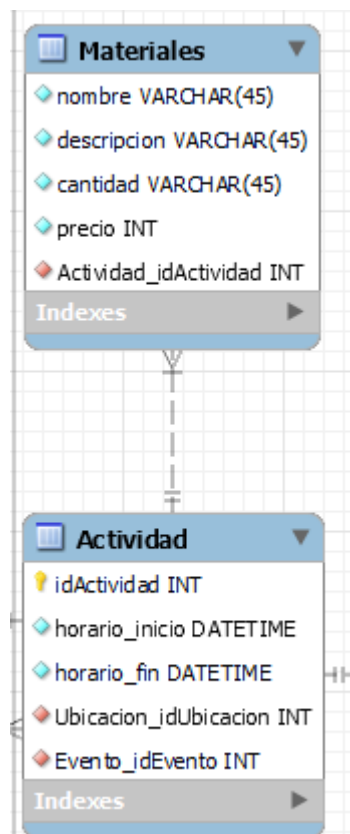 Materiales
nombre VARCHAR(45)
descripcion VARCHAR(45)
cantidad VARCHAR(45)
precio INT
Actividad_idActividad INT
Indexes
Actividad
idActividad INT
horario_inicio DATETIME
horario_fin DATETIME
Ubicacion_idUbicacion INT
Evento_idEvento INT
Indexes